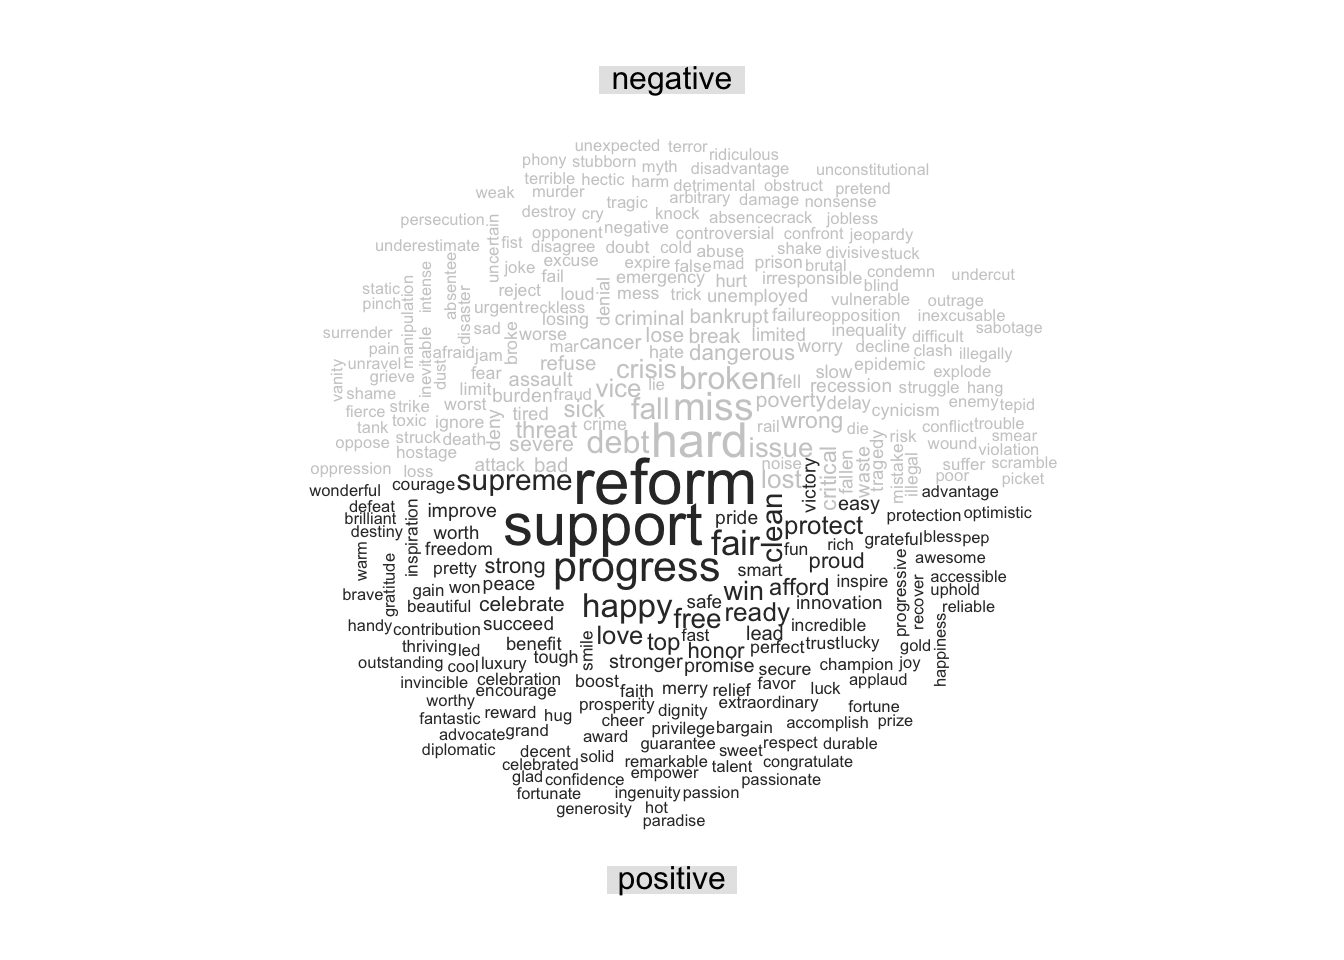 negative
unexpected terror
phony stubborn ridiculous
myth disadvantage unconstitutional
terrible hectic harm detrimental obstruct pretend
weak murder tragic arbitrary damage nonsense
persecution destroy cry knock absence crack jobless
opponent negative controversial confront jeopardy
underestimate uncertain fist disagree doubt cold abuse shake divisive stuck
joke excuse expire false mad prison brutal condemn undercut
static intense absentee fail emergency hurt irresponsible blind
pinch manipulation reject loud denial mess trick unemployed vulnerable outrage
disaster urgent reckless losing criminal bankrupt failure opposition inexcusable
surrender sad broke worse cancer lose break limited inequality difficult sabotage
pain inevitable afraid jam mar hate dangerous worry decline clash illegally
unravel dust refuse crisis slow epidemic explode
vanity grieve fear assault vice lie broken fell recession struggle hang
shame limit burden fraud
fierce strike worst tired sick fall miss poverty delay cynicism enemy tepid
tank toxic ignore deny threat crime rail wrong die conflict trouble
oppose struck death severe debt hard issue tragedy risk wound smear
hostage violation
oppression loss attack bad noise critical fallen waste mistake illegal suffer scramble
lost poor picket
wonderful courage supreme reform victory advantage
defeat improve easy
brilliant inspiration support pride clean protect protection optimistic
destiny worth fair grateful bless pep
warm freedom fun rich awesome
gratitude pretty strong progress smart proud progressive accessible
brave gain won peace win afford inspire recover uphold
beautiful celebrate happy safe innovation reliable
handy contribution succeed free ready incredible
thriving led benefit smile love top fast lead trust lucky gold happiness
honor perfect
outstanding cool luxury tough stronger promise secure champion joy
invincible celebration boost favor applaud
worthy encourage faith merry relief luck
prosperity extraordinary fortune
fantastic reward hug cheer dignity accomplish prize
advocate grand award privilege bargain
diplomatic decent guarantee sweet respect durable
celebrated solid remarkable talent congratulate
glad confidence empower passionate
fortunate ingenuity passion
generosity hot
paradise
positive